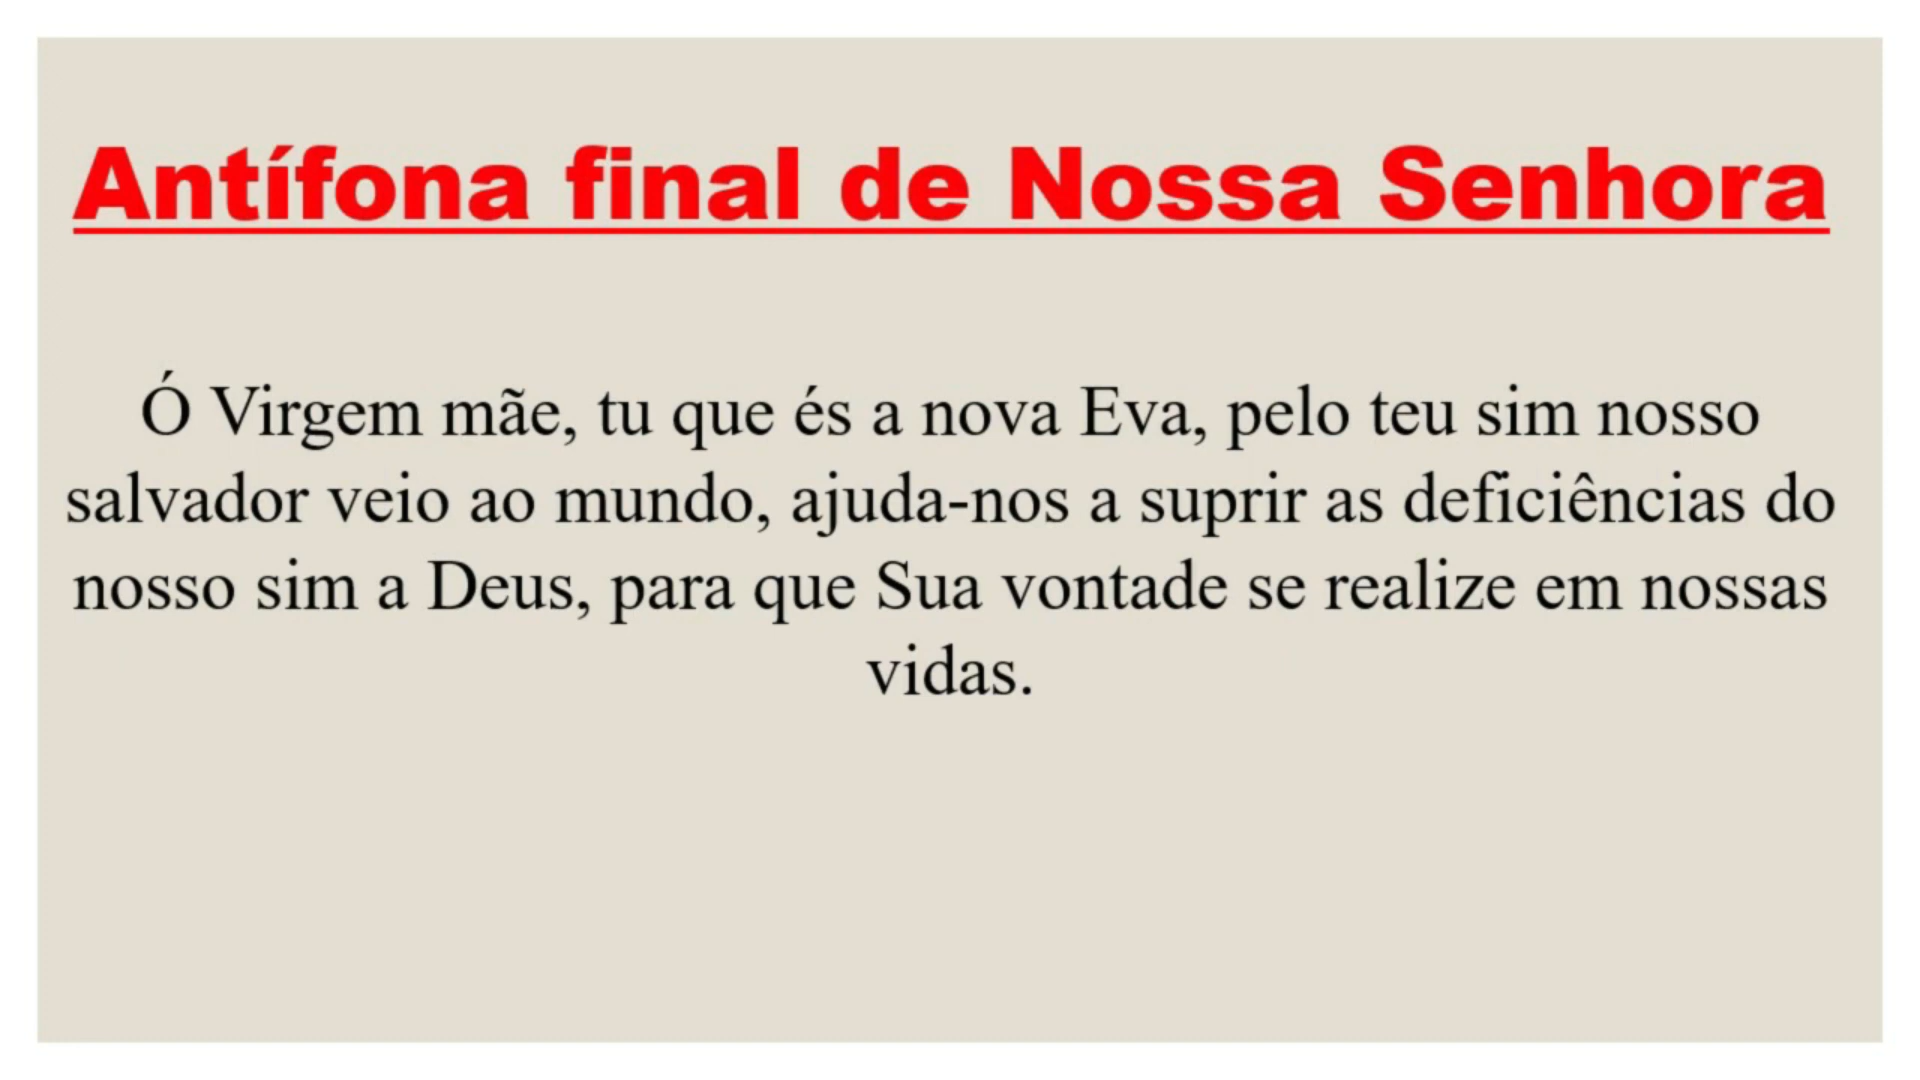 Antífona final de Nossa Senhora
Ó Virgem mãe, tu que és a nova Eva, pelo teu sim nosso
salvador veio ao mundo, ajuda-nos a suprir as deficiências do
nosso sim a Deus, para que Sua vontade se realize em nossas
vidas.